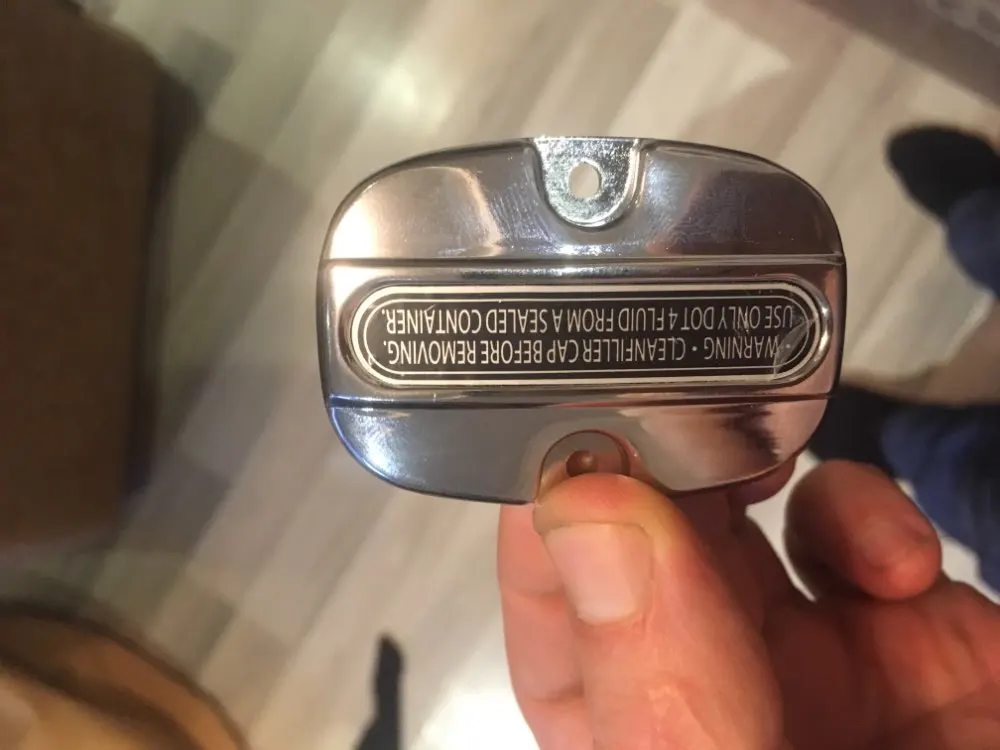 • WARNING • CLEANFILLER CAP BEFORE REMOVING.
USE ONLY DOT 4 FLUID FROM A SEALED CONTAINER.